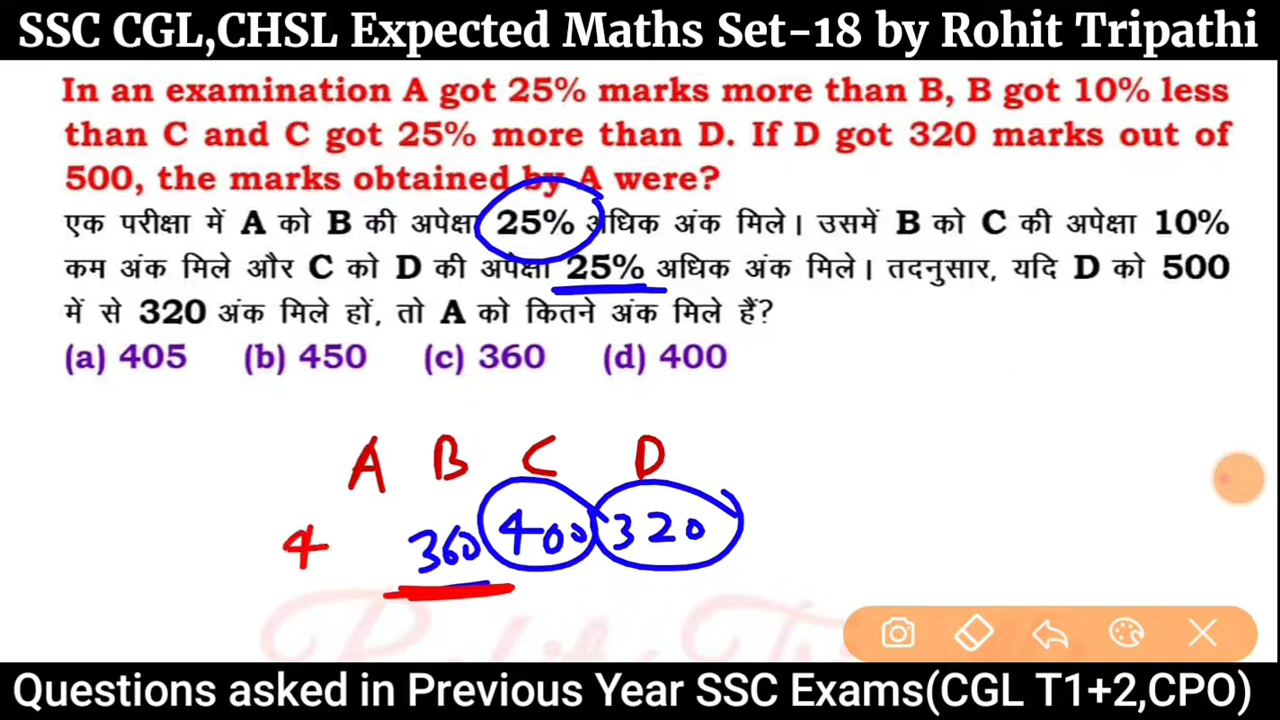 SSC CGL,CHSL Expected Maths Set-18 by Rohit Tripathi
In an examination A got 25% marks more than B, B got 10% less
than C and C got 25% more than D. If D got 320 marks out of
500, the marks obtained by A were?
एक परीक्षा में A को B की अपेक्षा 25% अधिक अंक मिले। उसमें B को C की अपेक्षा 10%
कम अंक मिले और C को D की अपेक्षा 25% अधिक अंक मिले। तदनुसार, यदि D को 500
में से 320 अंक मिले हों, तो A को कितने अंक मिले हैं?
(a) 405 (b) 450 (c) 360 (d) 400
A B C D
4 360 400 320
Questions asked in Previous Year SSC Exams(CGL T1+2,CPO)